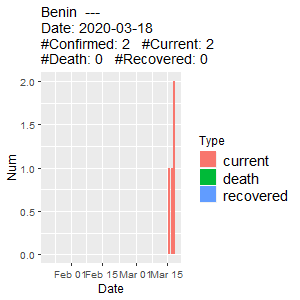 Benin  ---
Date: 2020-03-18
#Confirmed: 2   #Current: 2
#Death: 0   #Recovered: 0
2.0
1.5
1.0
0.5
0.0
Num
Feb 01 Feb 15 Mar 01 Mar 15
Date
Type
current
death
recovered